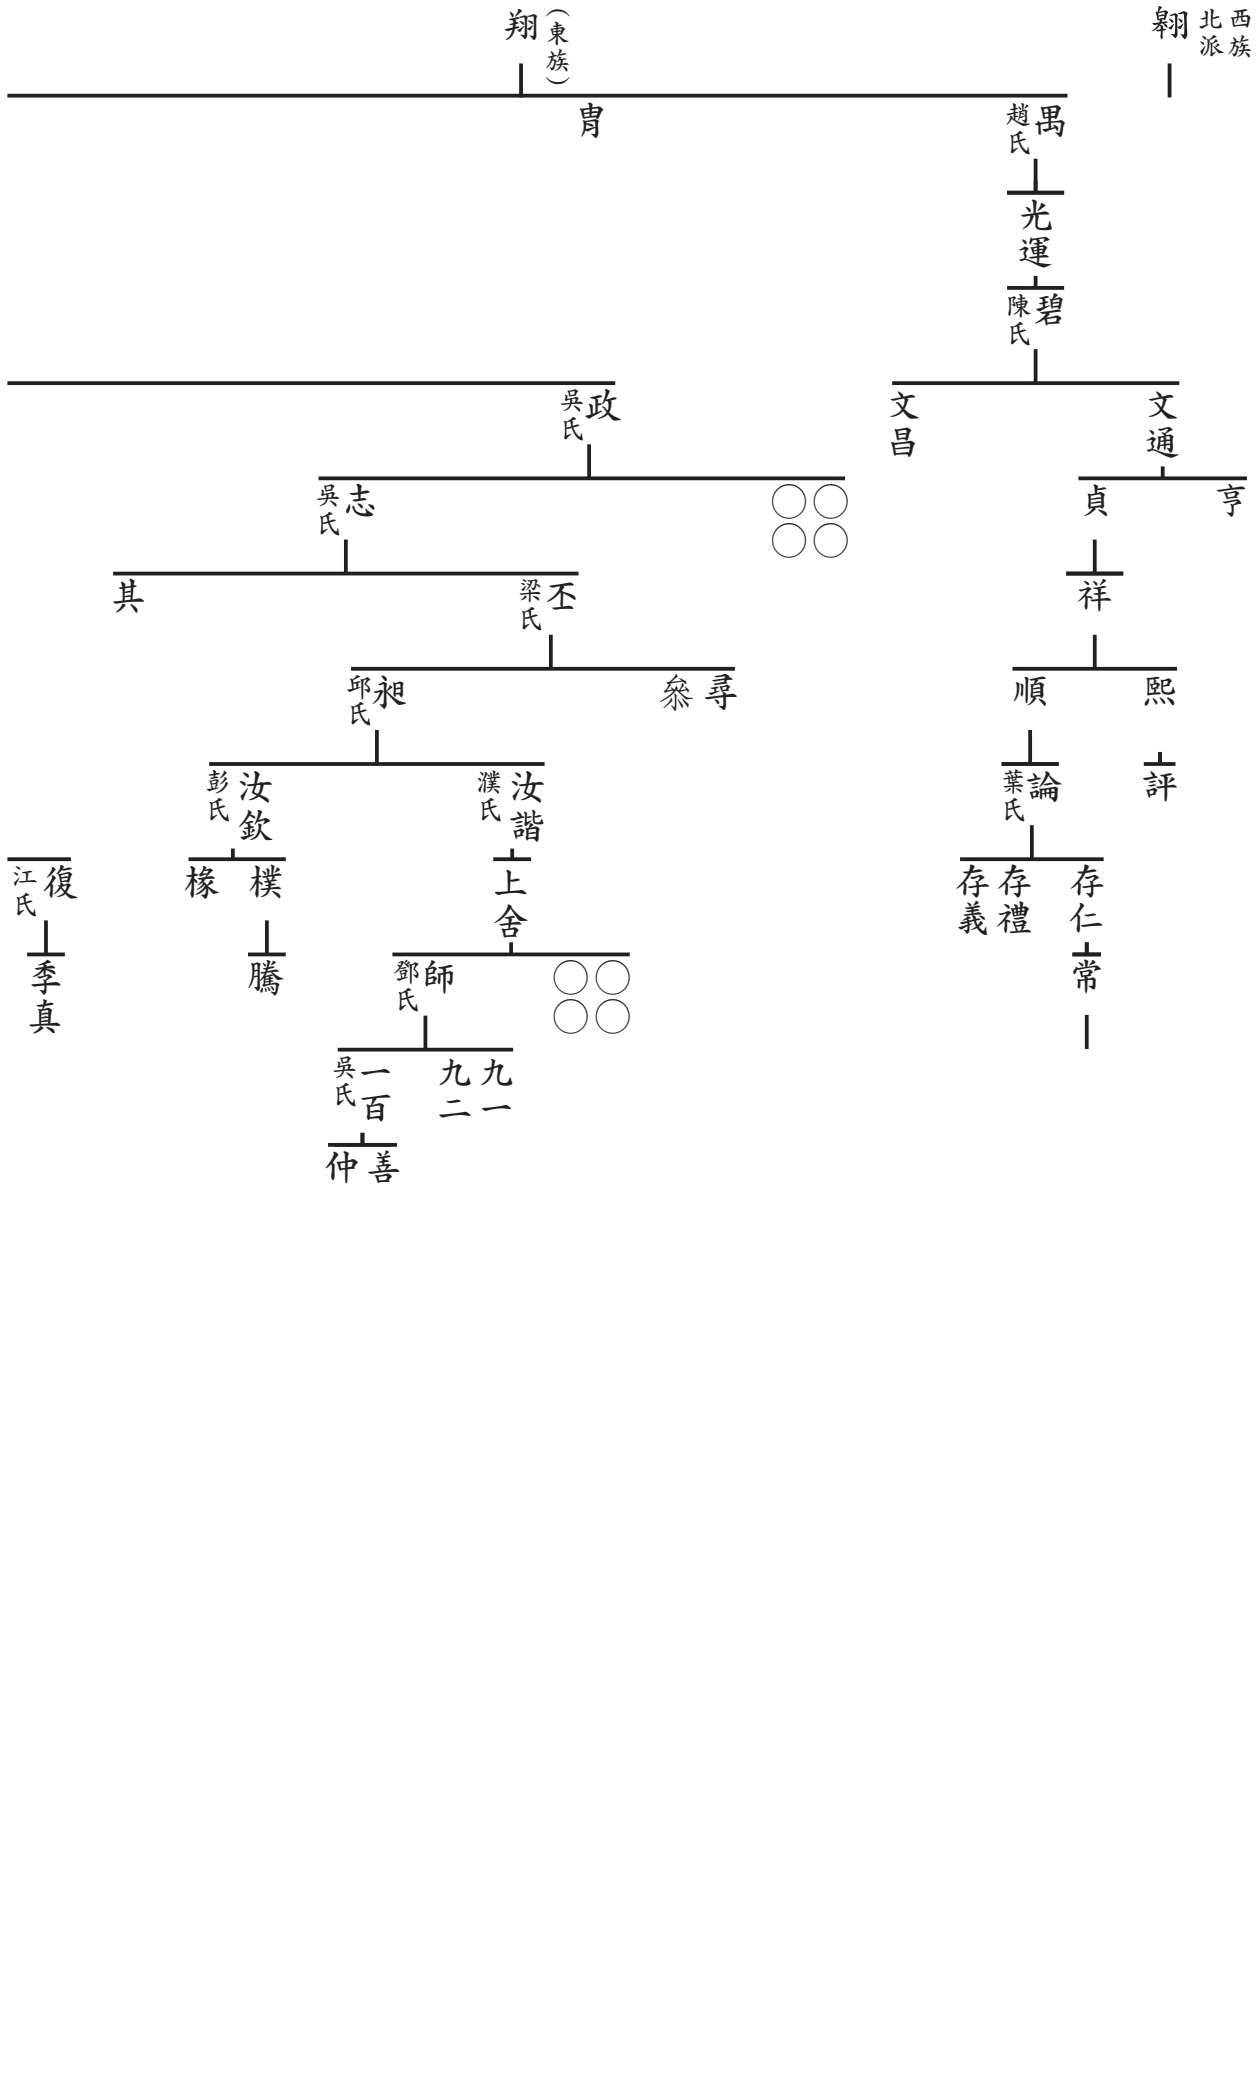 西族
北派
翱
(東族)
翔
禺
趙氏
冑
光運
碧
陳氏
文通
文昌
政
吳氏
亨
貞
志
吳氏
祥
丕
梁氏
其
熙
順
尋
叅
昶
邱氏
評
論
葉氏
汝諧
濮氏
汝欽
彭氏
存仁
存禮
存義
上舍
樸
椽
復
江氏
常
師
鄧氏
騰
季真
九一
九二
一百
吳氏
善
仲